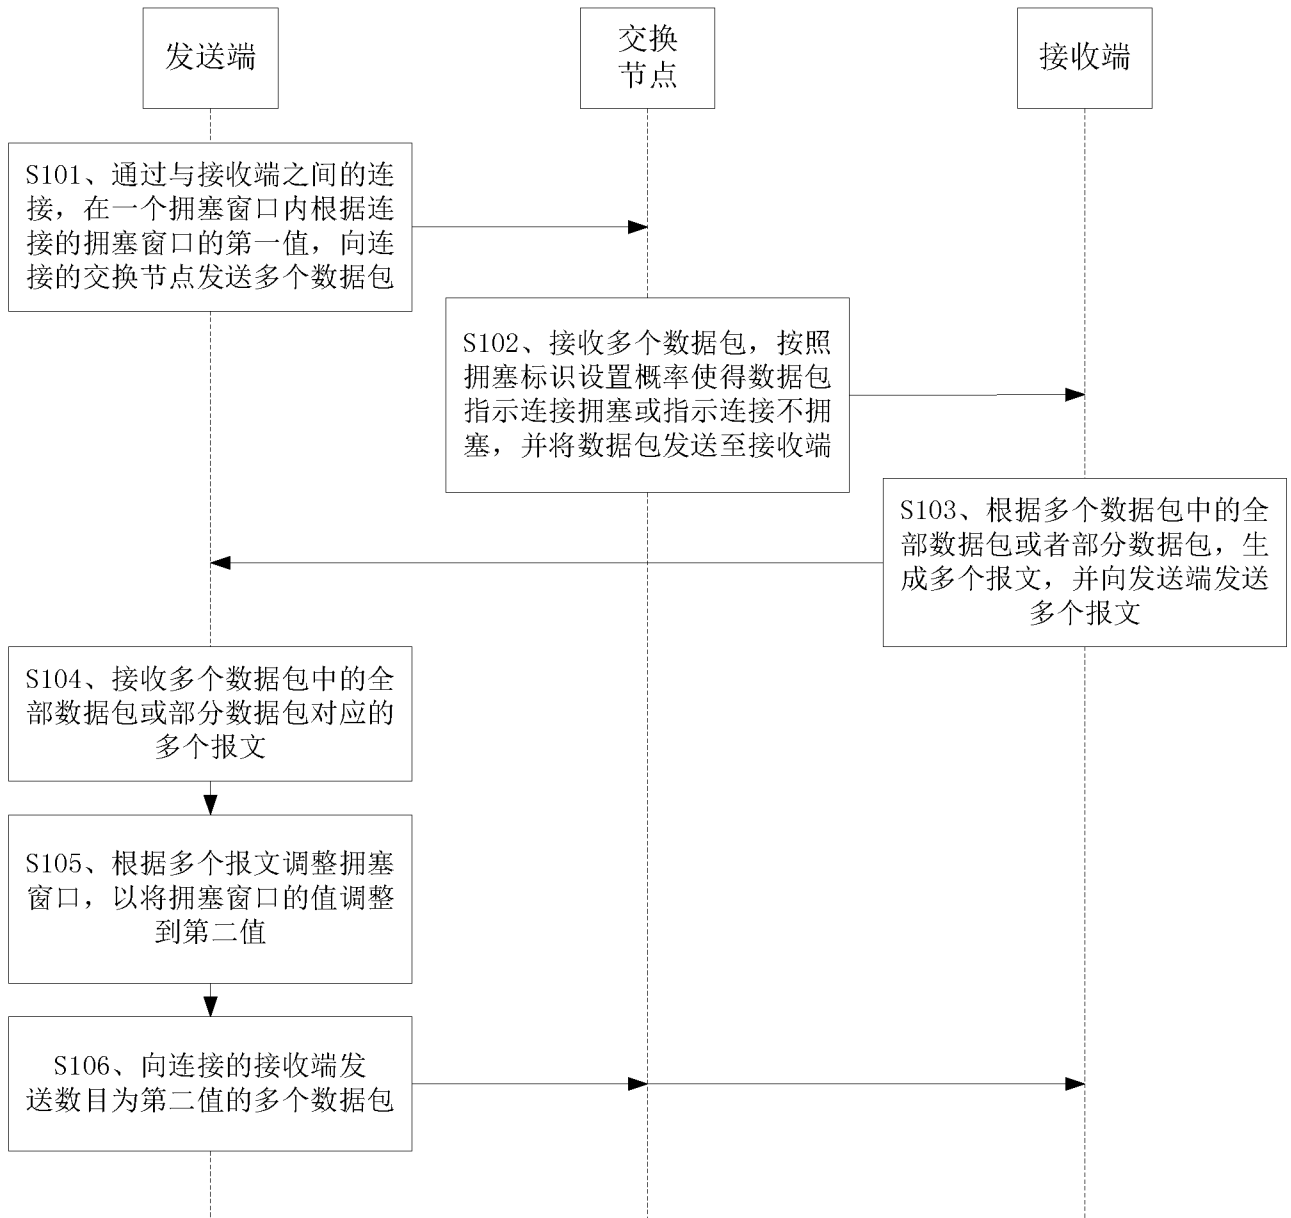 发送端
交换
节点
接收端
S101、通过与接收端之间的连
接，在一个拥塞窗口内根据连
接的拥塞窗口的第一值，向连
接的交换节点发送多个数据包
S102、接收多个数据包，按照
拥塞标识设置概率使得数据包
指示连接拥塞或指示连接不拥
塞，并将数据包发送至接收端
S103、根据多个数据包中的全
部数据包或者部分数据包，生
成多个报文，并向发送端发送
多个报文
S104、接收多个数据包中的全
部数据包或部分数据包对应的
多个报文
S105、根据多个报文调整拥塞
窗口，以将拥塞窗口的值调整
到第二值
S106、向连接的接收端发
送数目为第二值的多个数据包